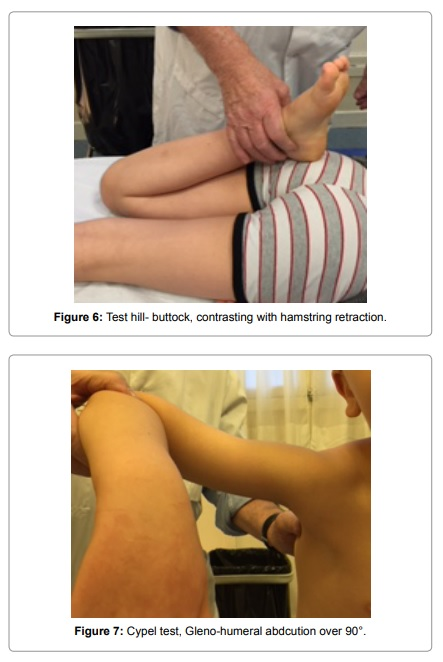 Figure 6: Test hill- buttock, contrasting with hamstring retraction.
Figure 7: Cypel test, Gleno-humeral abdcution over 90°.